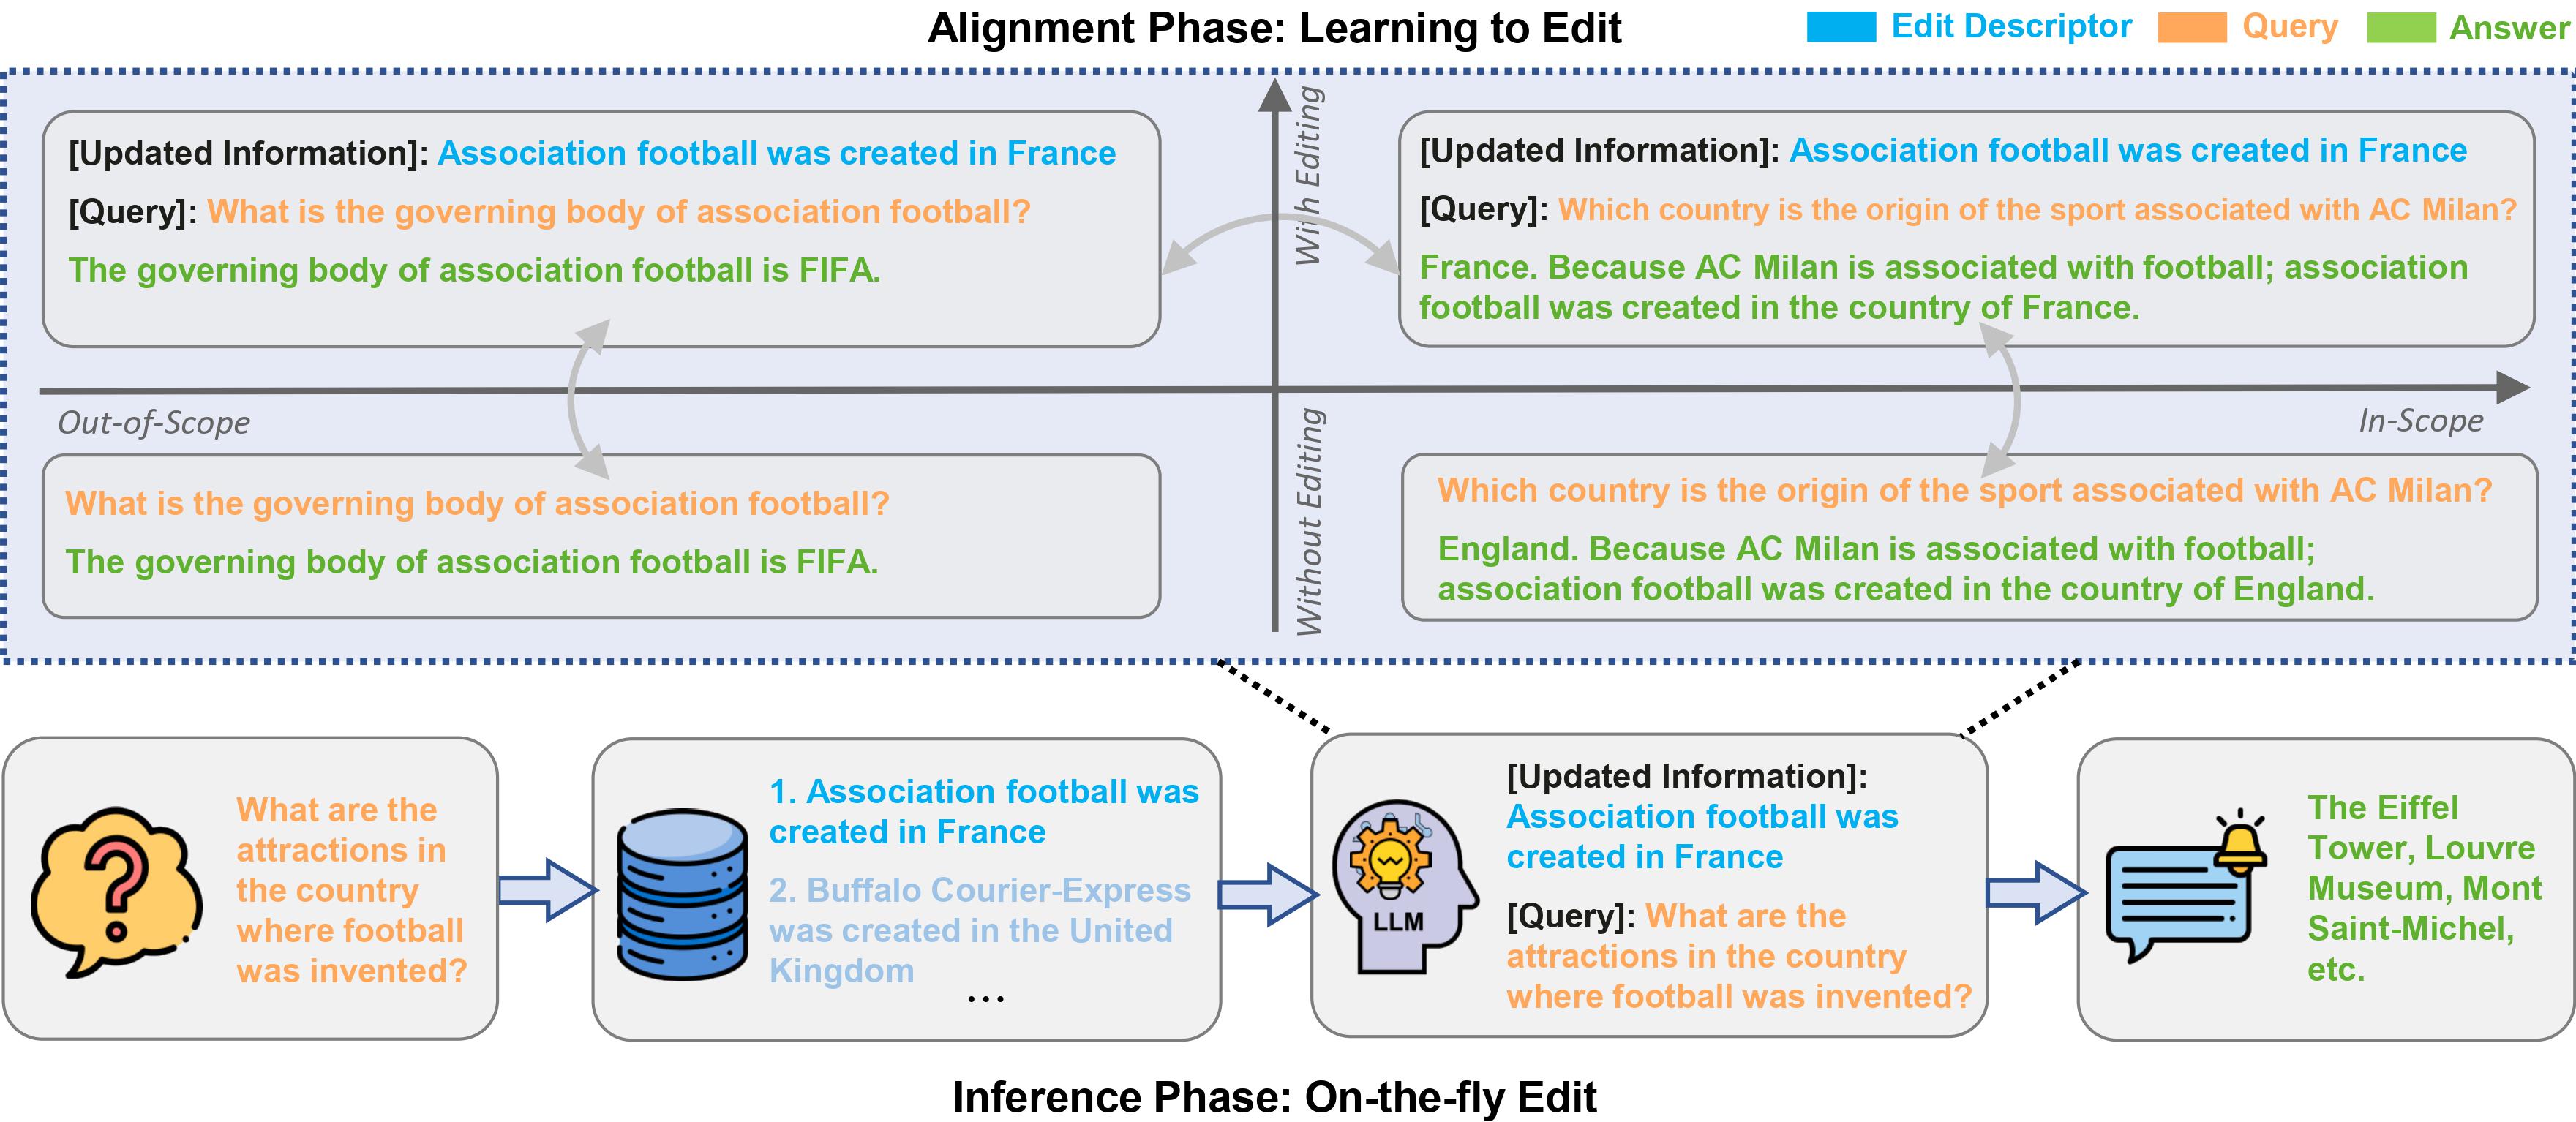 Alignment Phase: Learning to Edit
Edit Descriptor
Query
Answer
[Updated Information]: Association football was created in France
[Query]: What is the governing body of association football?
The governing body of association football is FIFA.
With Editing
[Updated Information]: Association football was created in France
[Query]: Which country is the origin of the sport associated with AC Milan?
France. Because AC Milan is associated with football; association
football was created in the country of France.
Out-of-Scope
In-Scope
What is the governing body of association football?
The governing body of association football is FIFA.
Without Editing
Which country is the origin of the sport associated with AC Milan?
England. Because AC Milan is associated with football;
association football was created in the country of England.
What are the
attractions in
the country
where football
was invented?
1. Association football was
created in France
2. Buffalo Courier-Express
was created in the United
Kingdom
...
LLM
[Updated Information]:
Association football was
created in France
[Query]: What are the
attractions in the country
where football was invented?
The Eiffel
Tower, Louvre
Museum, Mont
Saint-Michel,
etc.
Inference Phase: On-the-fly Edit